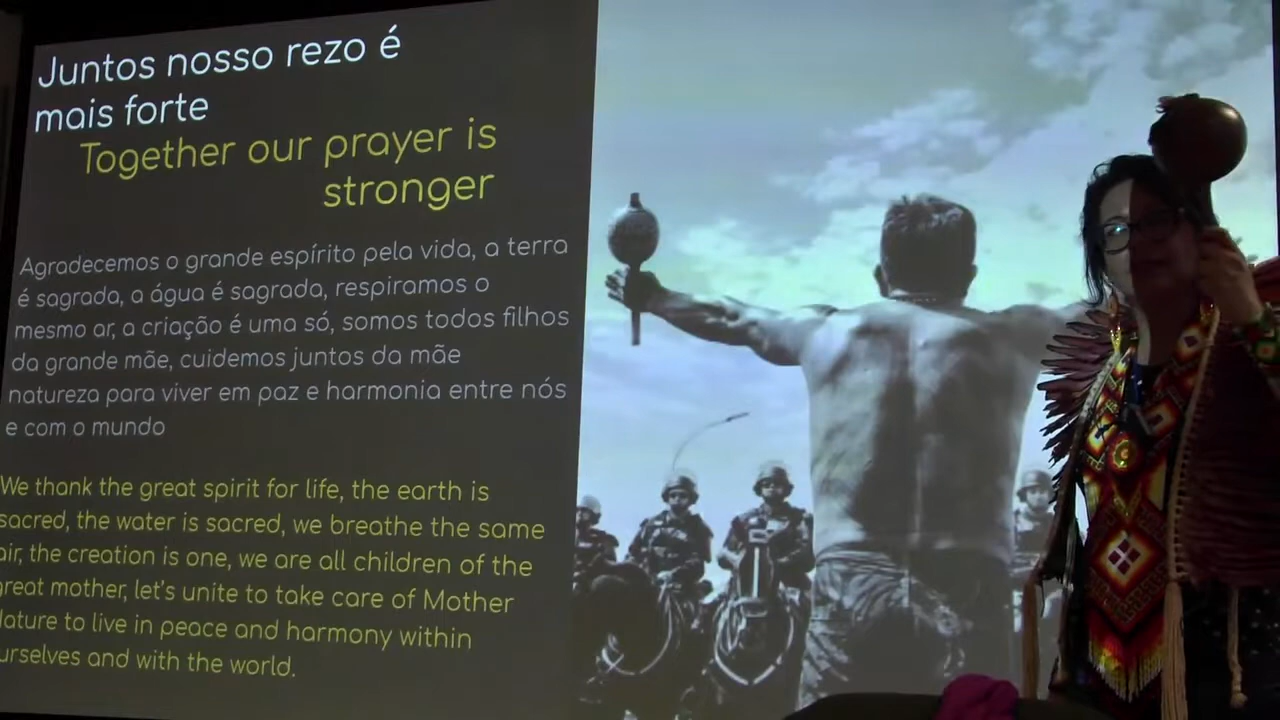 Juntos nosso rezo é
mais forte
Together our prayer is
stronger
Agradecemos o grande espírito pela vida, a terra
é sagrada, a água é sagrada, respiramos o
mesmo ar, a criação é uma só, somos todos filhos
da grande mãe, cuidemos juntos da mãe
natureza para viver em paz e harmonia entre nós
e com o mundo
We thank the great spirit for life, the earth is
sacred, the water is sacred, we breathe the same
air, the creation is one, we are all children of the
great mother, let's unite to take care of Mother
Nature to live in peace and harmony within
urselves and with the world.